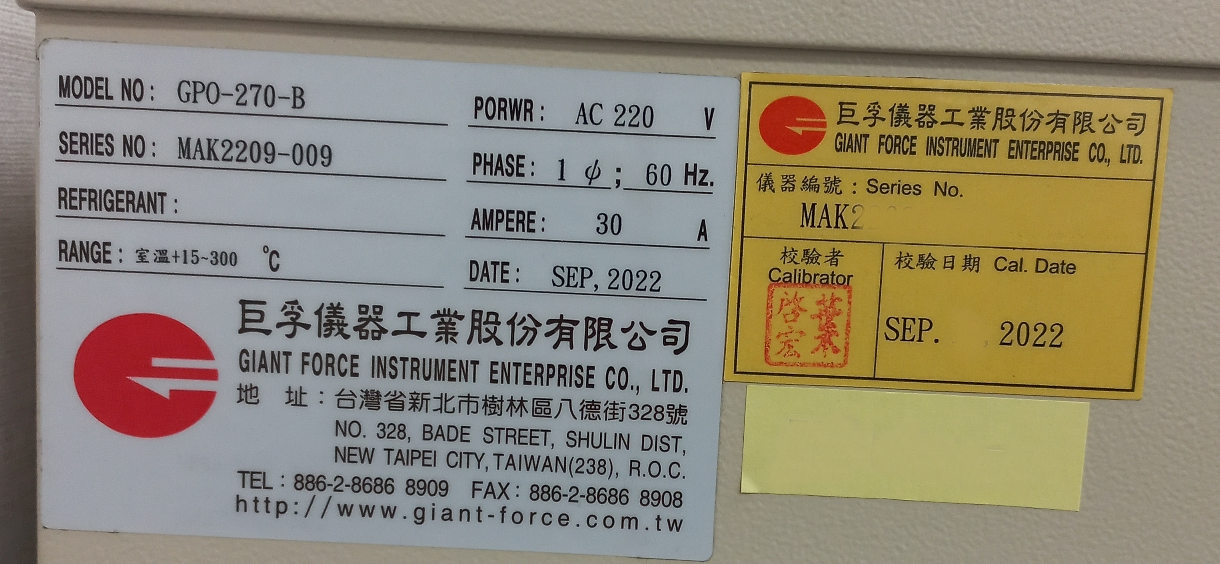 MODEL NO: GPO-270-B
SERIES NO: MAK2209-009
REFRIGERANT:
RANGE: 室溫+15~300 ℃
PORWR: AC 220 V
PHASE: 1 φ; 60 Hz.
AMPERE: 30 A
DATE: SEP, 2022
巨孚儀器工業股份有限公司
GIANT FORCE INSTRUMENT ENTERPRISE CO., LTD.
地 址:台灣省新北市樹林區八德街328號
NO. 328, BADE STREET, SHULIN DIST,
NEW TAIPEI CITY, TAIWAN(238), R.O.C.
TEL: 886-2-8686 8909 FAX: 886-2-8686 8908
http://www.giant-force.com.tw
巨孚儀器工業股份有限公司
GIANT FORCE INSTRUMENT ENTERPRISE CO., LTD.
儀器編號: Series No.
MAK2
校驗者
Calibrator
校驗日期 Cal. Date
SEP. 2022